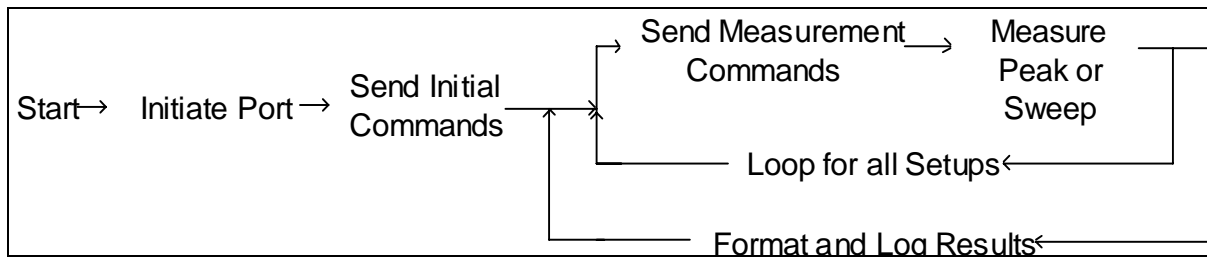 Start
Initiate Port
Send Initial
Commands
Send Measurement
Commands
Measure
Peak or
Sweep
Loop for all Setups
Format and Log Results